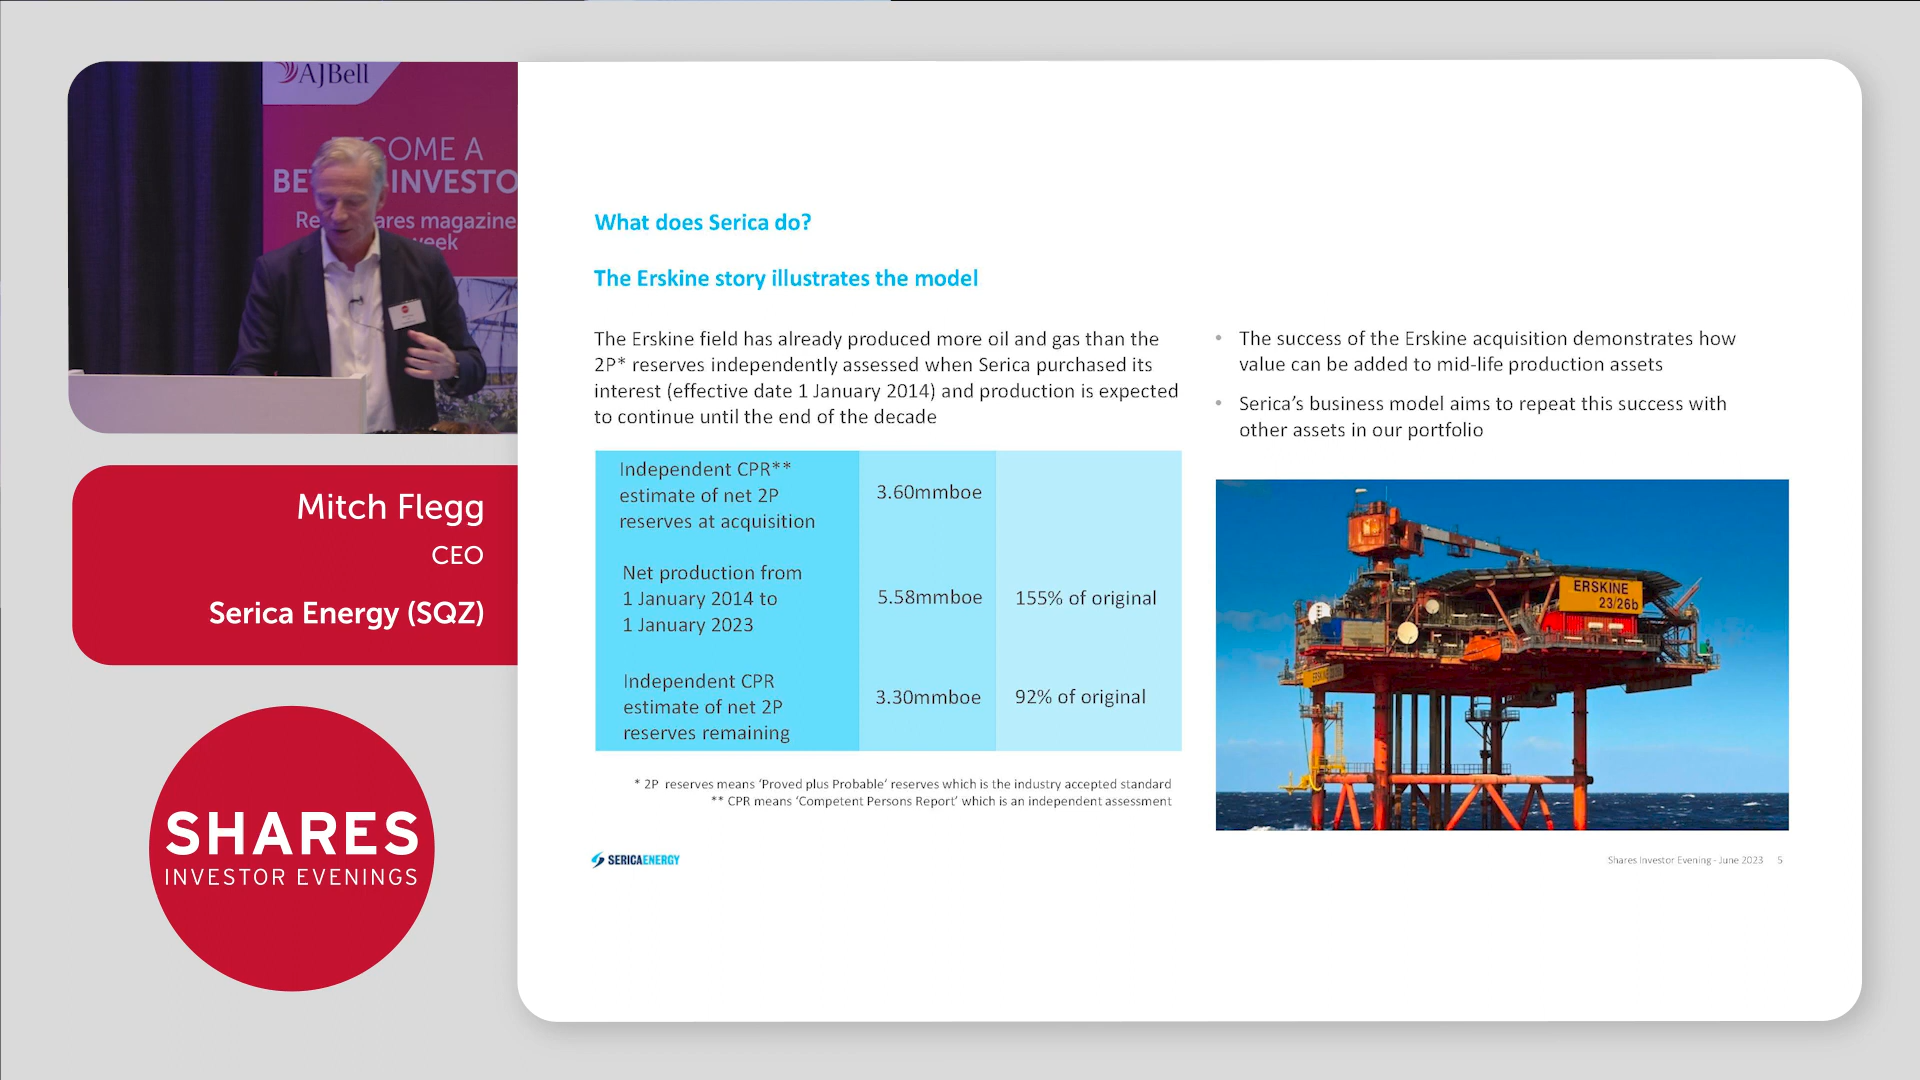 AJBell
COME A
BE INVESTO
Re ares magazine
eek
Mitch Flegg
CEO
Serica Energy (SQZ)
SHARES
INVESTOR EVENINGS
What does Serica do?
The Erskine story illustrates the model
The Erskine field has already produced more oil and gas than the
2P* reserves independently assessed when Serica purchased its
interest (effective date 1 January 2014) and production is expected
to continue until the end of the decade
Independent CPR**
estimate of net 2P
reserves at acquisition
3.60mmboe
Net production from
1 January 2014 to
1 January 2023
5.58mmboe
155% of original
Independent CPR
estimate of net 2P
reserves remaining
3.30mmboe
92% of original
* 2P reserves means ‘Proved plus Probable’ reserves which is the industry accepted standard
** CPR means ‘Competent Persons Report’ which is an independent assessment
• The success of the Erskine acquisition demonstrates how
value can be added to mid-life production assets
• Serica’s business model aims to repeat this success with
other assets in our portfolio
ERSKINE
23/26b
ERSKINE
SERICAENERGY
Shares Investor Evening - June 2023 5